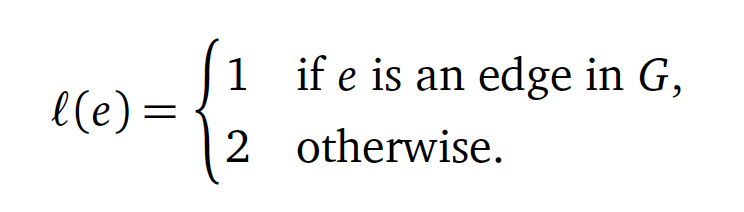 ℓ(e) = { 1 if e is an edge in G,
2 otherwise.